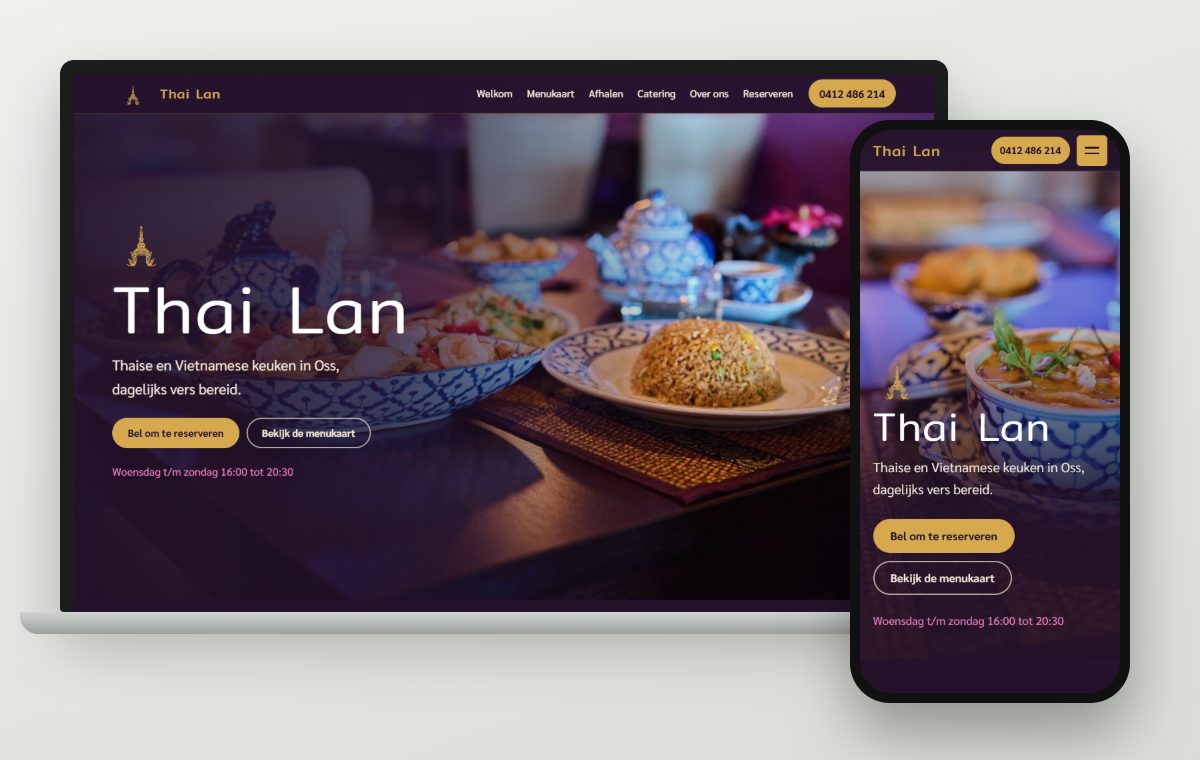 Thai Lan
Welkom Menukaart Afhalen Catering Over ons Reserveren 0412 486 214
Thai Lan
Thaise en Vietnamese keuken in Oss,
dagelijks vers bereid.
Bel om te reserveren Bekijk de menukaart
Woensdag t/m zondag 16:00 tot 20:30
Thai Lan 0412 486 214
Thai Lan
Thaise en Vietnamese keuken in Oss,
dagelijks vers bereid.
Bel om te reserveren
Bekijk de menukaart
Woensdag t/m zondag 16:00 tot 20:30